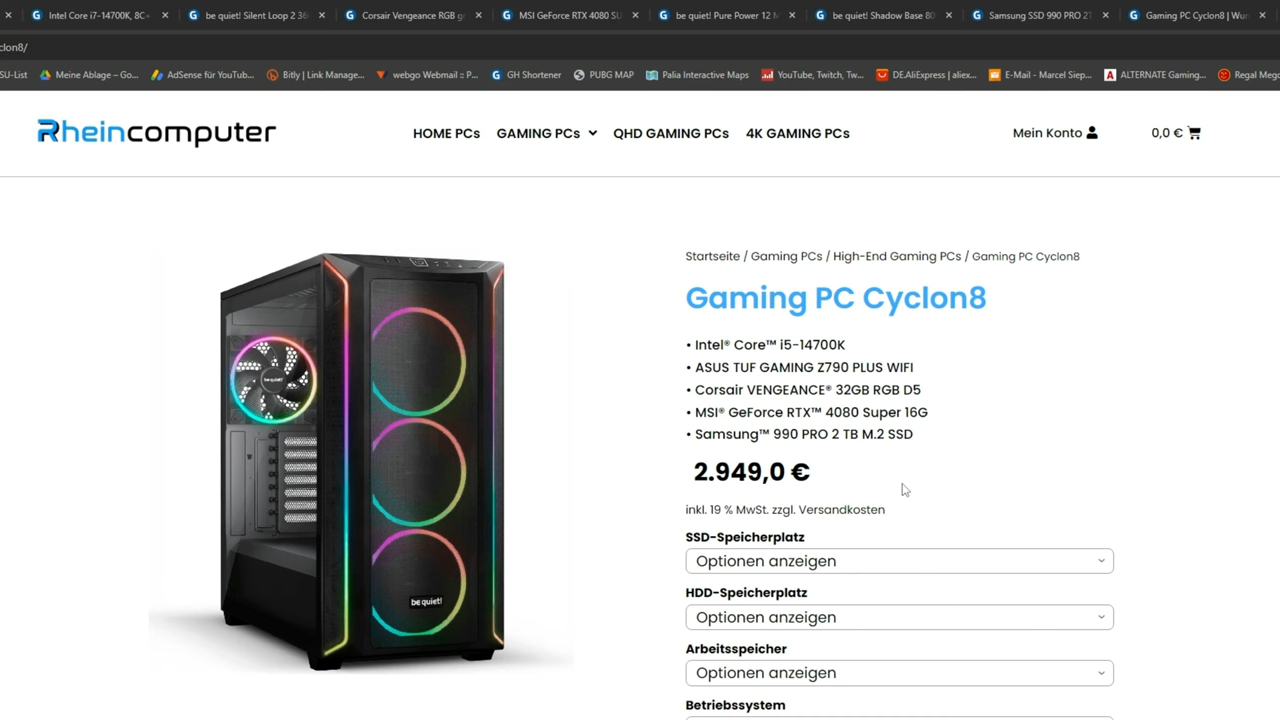 Intel Core i7-14700K, 8C+
be quiet! Silent Loop 2 36
Corsair Vengeance RGB gr
MSI GeForce RTX 4080 SU
be quiet! Pure Power 12 M
be quiet! Shadow Base 80
Samsung SSD 990 PRO 2T
Gaming PC Cyclon8 | Wun
clon8/
SU-List
Meine Ablage – Go...
AdSense für YouTub...
Bitly | Link Manage...
webgo Webmail :: P...
GH Shortener
PUBG MAP
Palia Interactive Maps
YouTube, Twitch, Tw...
DE.AliExpress | aliex...
E-Mail - Marcel Siep...
ALTERNATE Gaming...
Regal Mego
Rheincomputer
HOME PCs
GAMING PCs
QHD GAMING PCs
4K GAMING PCs
Mein Konto
0,0 €
Startseite / Gaming PCs / High-End Gaming PCs / Gaming PC Cyclon8
Gaming PC Cyclon8
• Intel® Core™ i5-14700K
• ASUS TUF GAMING Z790 PLUS WIFI
• Corsair VENGEANCE® 32GB RGB D5
• MSI® GeForce RTX™ 4080 Super 16G
• Samsung™ 990 PRO 2 TB M.2 SSD
2.949,0 €
inkl. 19 % MwSt. zzgl. Versandkosten
SSD-Speicherplatz
Optionen anzeigen
HDD-Speicherplatz
Optionen anzeigen
Arbeitsspeicher
Optionen anzeigen
Betriebssystem
be quiet!
be quiet!